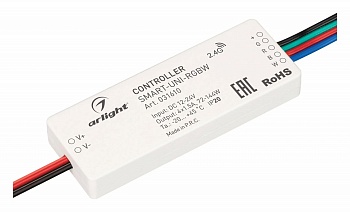 2.4G
CONTROLLER
SMART-UNI-RGBW
Art. 031610
arlight
Input: DC 12-24V
Output: 4x1.5A, 72-144W
Ta: -20...+45 °C IP20
Made in P.R.C.
V+
V-
+
R
G
B
W
EAC
RoHS